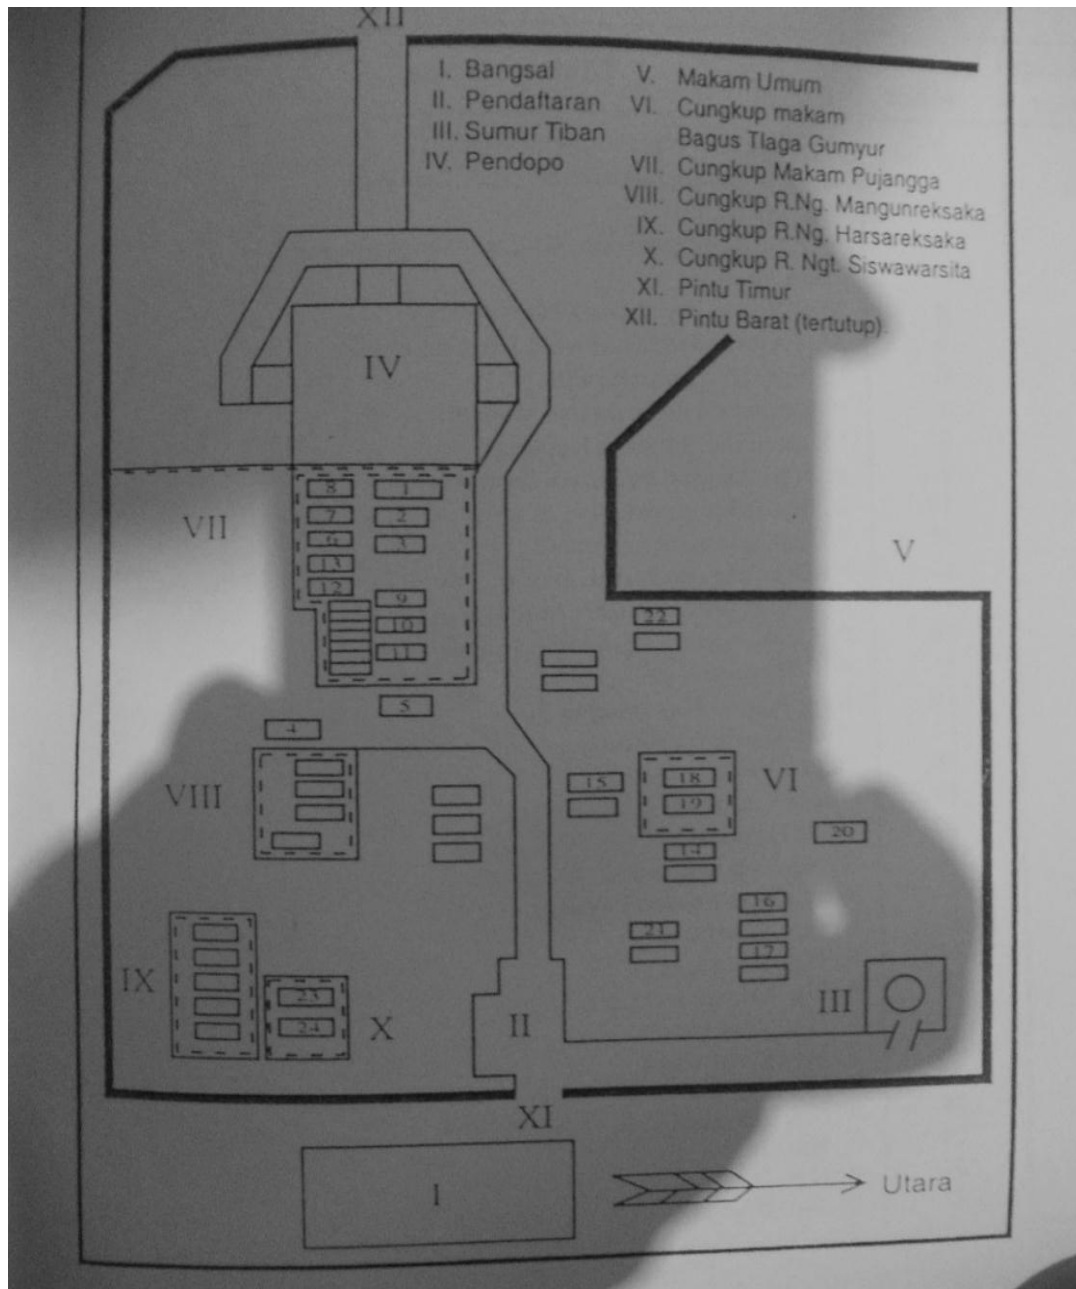 XII
I. Bangsal
II. Pendaftaran
III. Sumur Tiban
IV. Pendopo
V. Makam Umum
VI. Cungkup makam
Bagus Tlaga Gumyur
VII. Cungkup Makam Pujangga
VIII. Cungkup R.Ng. Mangunreksaka
IX. Cungkup R.Ng. Harsareksaka
X. Cungkup R. Ngt. Siswawarsita
XI. Pintu Timur
XII. Pintu Barat (tertutup).
IV
8 1
VII 7 2
6 3
V
13
12 9
22
10
11
5
4
VIII 15 18 VI
19
20
14
16
21 17
IX 23 III
24 X II
XI
I Utara